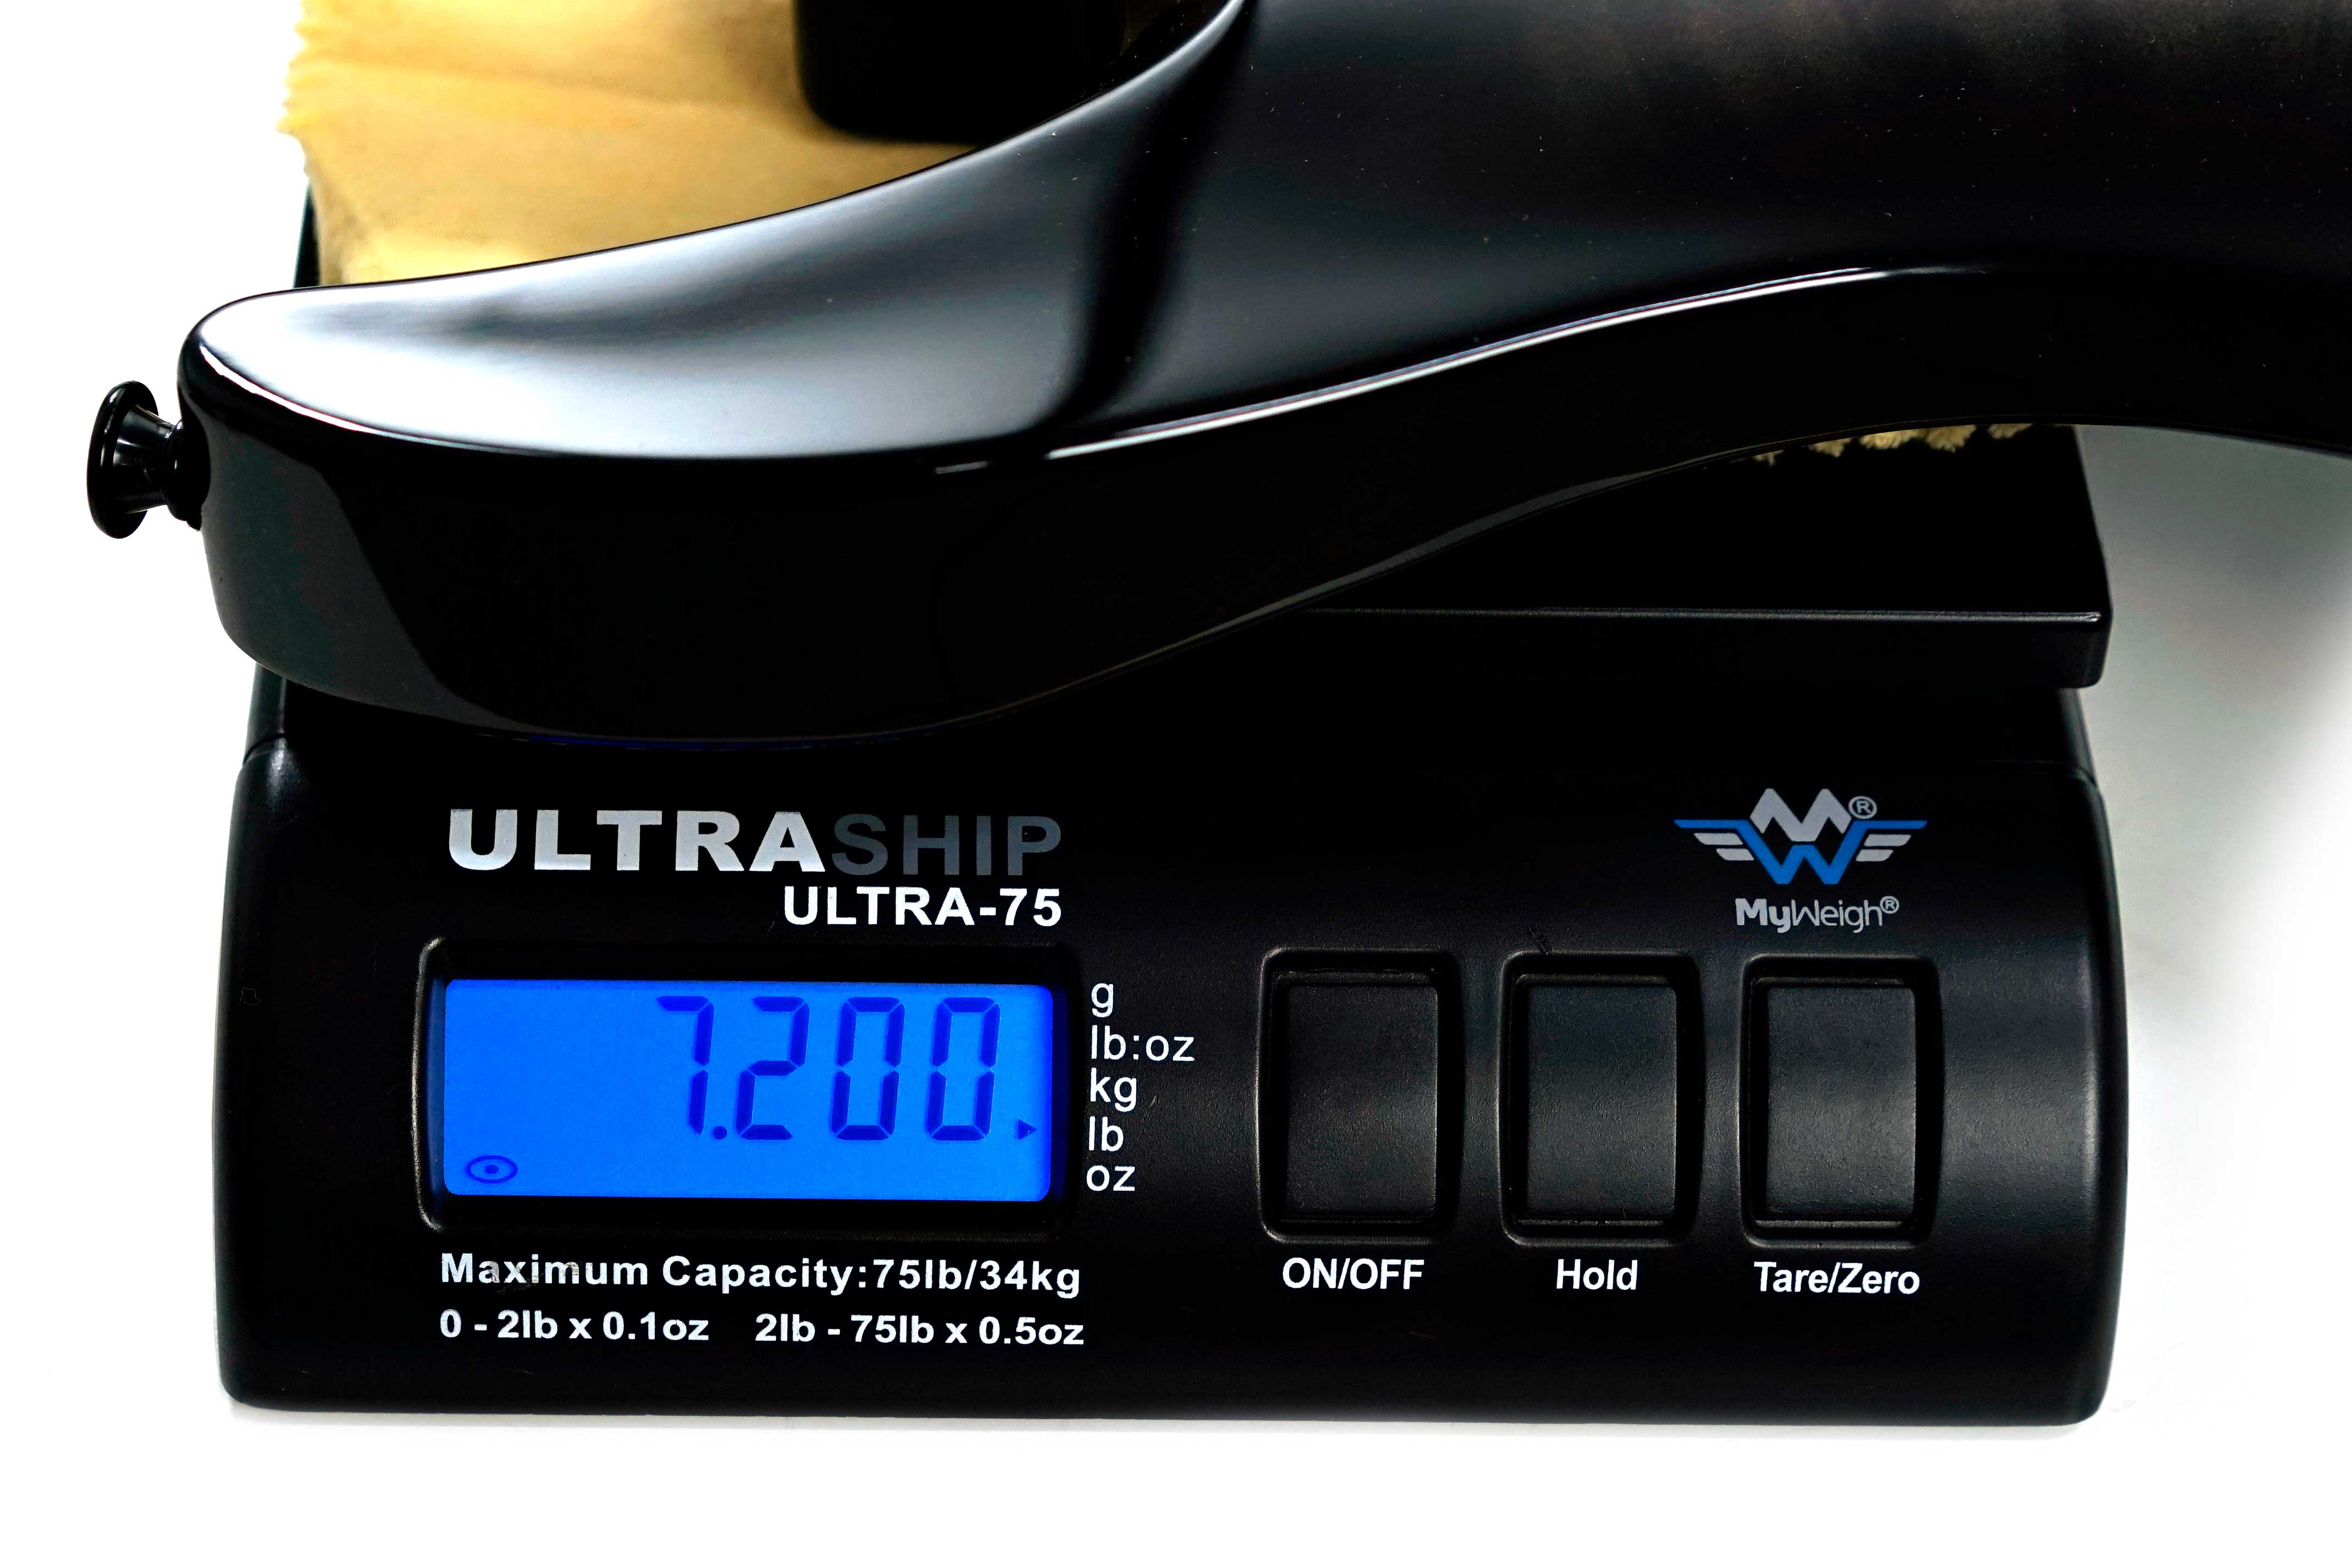 ULTRASHIP
ULTRA-75
MW®
MyWeigh®
7.200
g
lb:oz
kg
lb
oz
ON/OFF
Hold
Tare/Zero
Maximum Capacity:75lb/34kg
0 - 2lb x 0.1oz 2lb - 75lb x 0.5oz